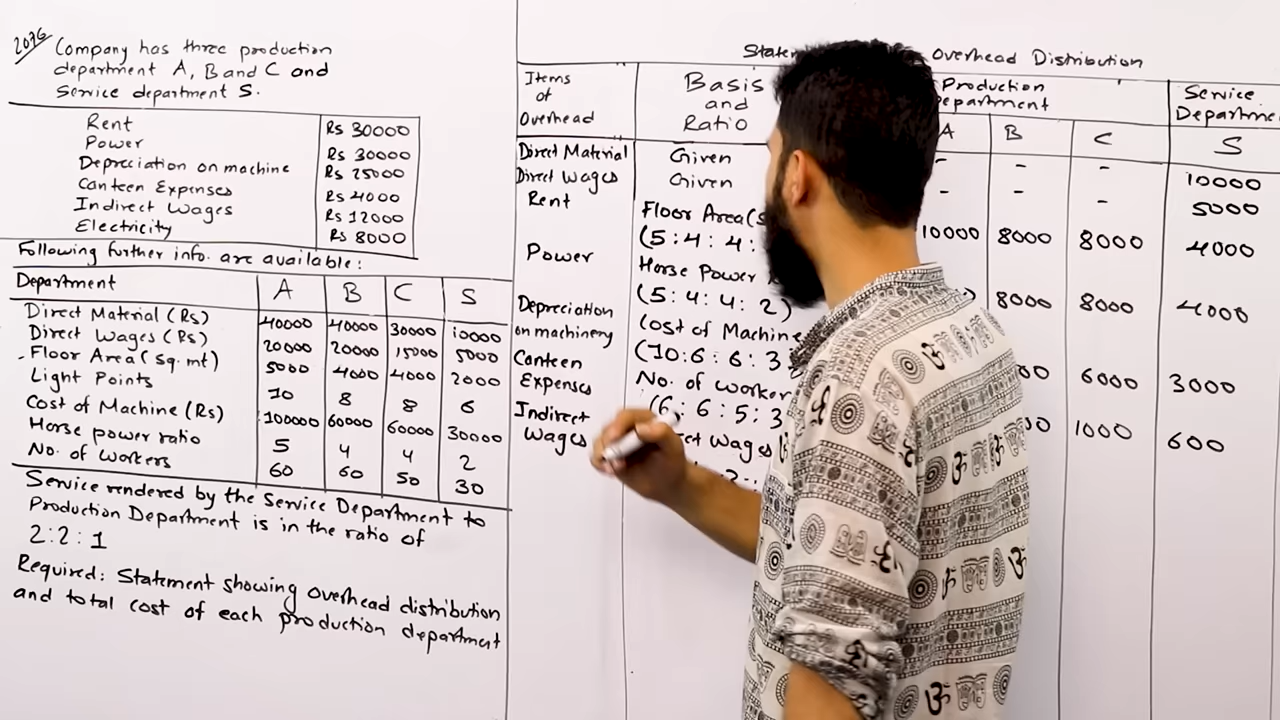 2076
Company has three production
department A, B and C and
Service department S.
Rent Rs 30000
Power Rs 30000
Depreciation on machine Rs 25000
Canteen Expenses Rs 4000
Indirect Wages Rs 12000
Electricity Rs 8000
Following further info. are available:
Department A B C S
Direct Material (Rs) 40000 40000 30000 10000
Direct Wages (Rs) 20000 20000 15000 5000
Floor Area (sq. mt) 5000 4000 4000 2000
Light Points 10 8 8 6
Cost of Machine (Rs) 100000 60000 60000 30000
Horse power ratio 5 4 4 2
No. of Workers 60 60 50 30
Service rendered by the Service Department to
Production Department is in the ratio of
2:2:1
Required: Statement showing overhead distribution
and total cost of each production department
Overhead Distribution
Items of Overhead
Basis and Ratio
Production
Service
A B C S
Direct Material Given - - - 10000
Direct Wages Given - - - 5000
Rent Floor Area
(5:4:4: 10000 8000 8000 4000
Power Horse Power
(5:4:4:2) 8000 8000 4000
Depreciation on machinery Cost of Machine
(10:6:6:3 6000 3000
Canteen Expenses No. of worker
(6:6:5:3 1000 600
Indirect Wages Wages